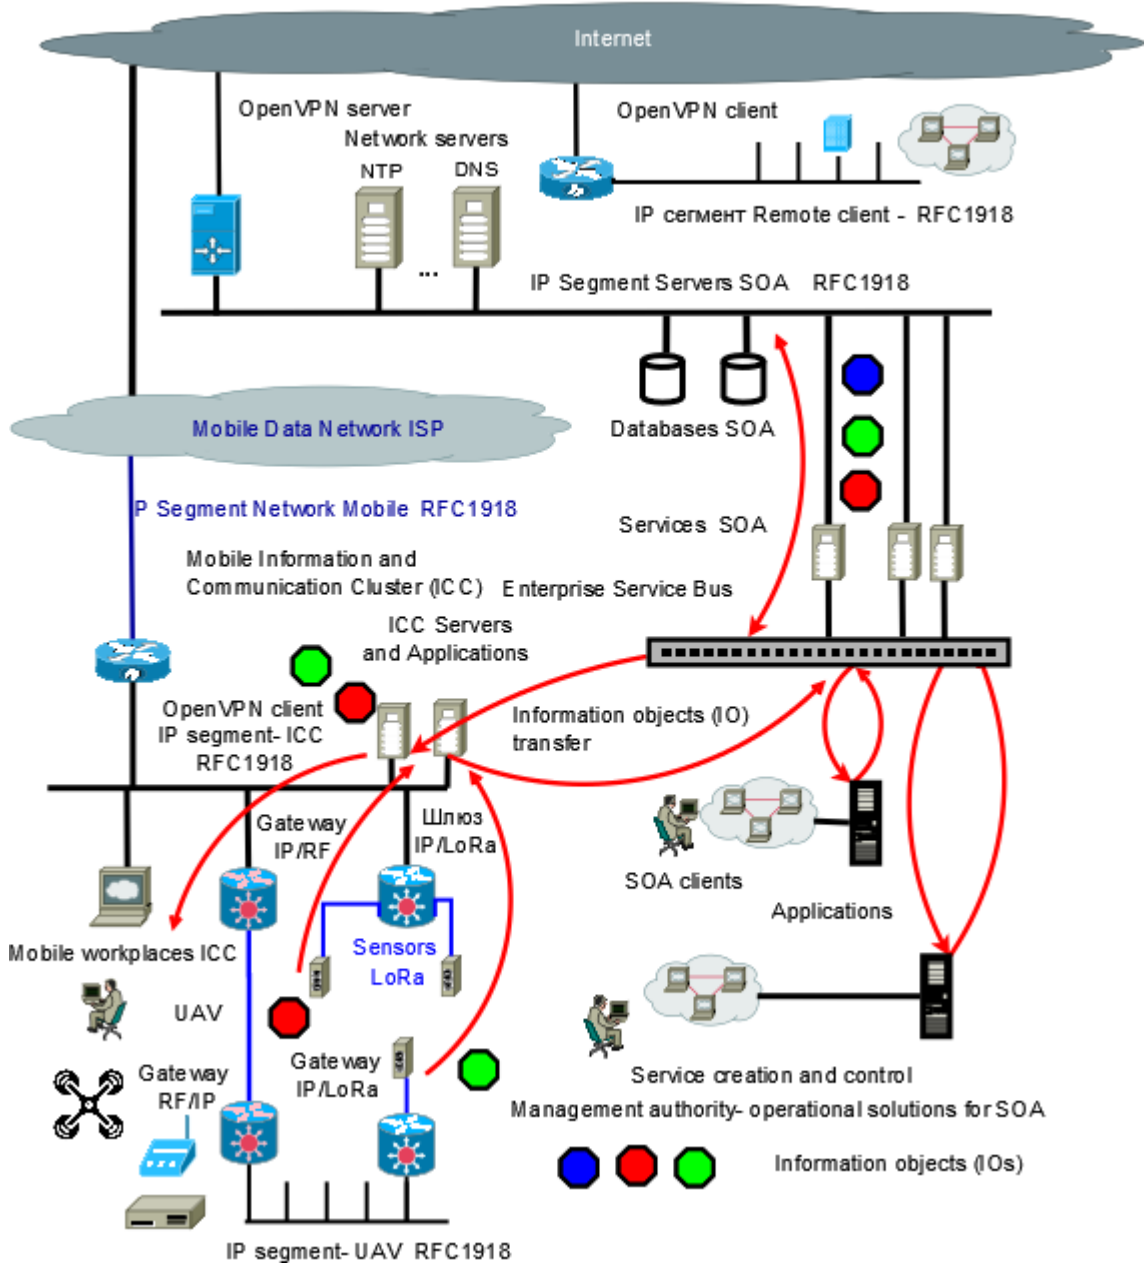 Internet
OpenVPN server
OpenVPN client
Network servers
NTP
DNS
IP сегмент Remote client - RFC1918
...
IP Segment Servers SOA RFC1918
Mobile Data Network ISP
Databases SOA
P Segment Network Mobile RFC1918
Services SOA
Mobile Information and
Communication Cluster (ICC)
Enterprise Service Bus
ICC Servers
and Applications
OpenVPN client
IP segment- ICC
RFC1918
Information objects (IO)
transfer
Gateway
IP/RF
Шлюз
IP/LoRa
SOA clients
Applications
Mobile workplaces ICC
Sensors
LoRa
UAV
Gateway
IP/LoRa
Gateway
RF/IP
Service creation and control
Management authority- operational solutions for SOA
Information objects (IOs)
IP segment- UAV RFC1918